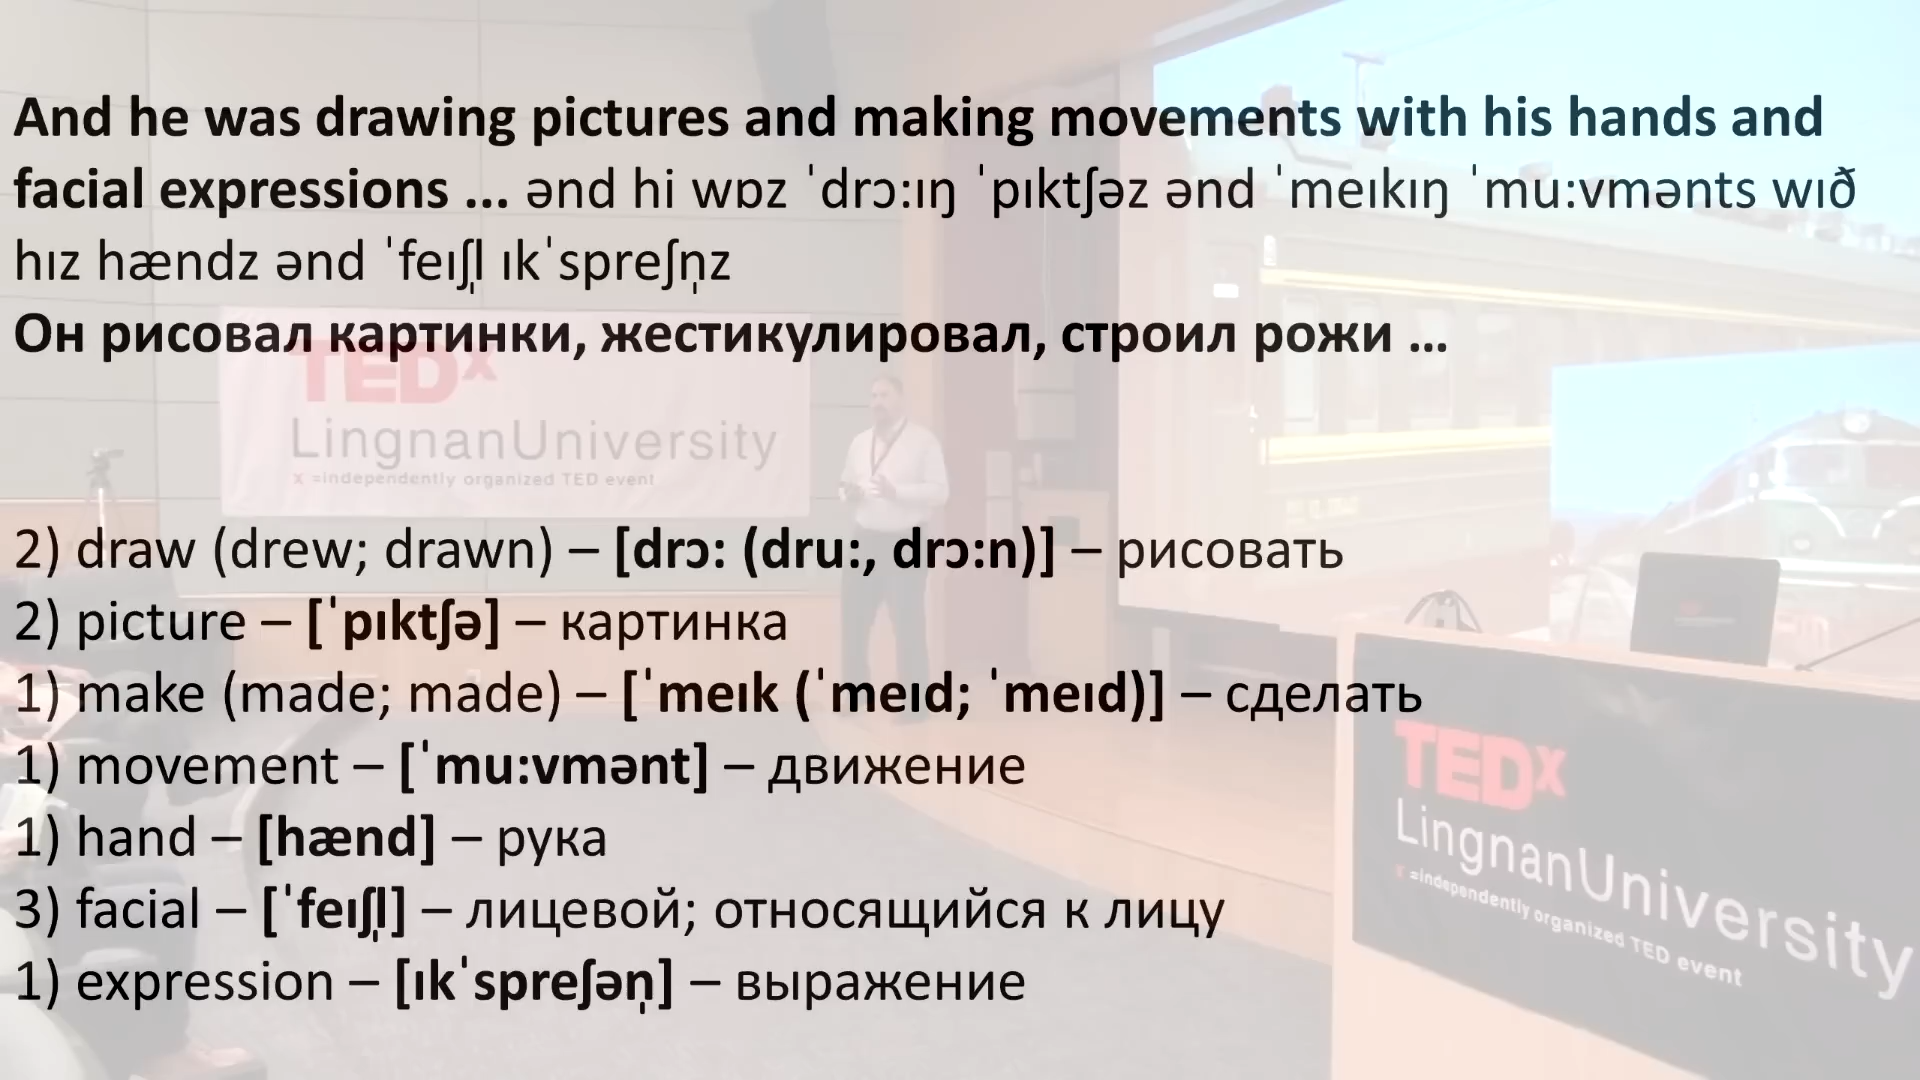 And he was drawing pictures and making movements with his hands and
facial expressions ... ənd hi wɒz ˈdrɔ:ɪŋ ˈpɪktʃəz ənd ˈmeɪkɪŋ ˈmu:vmənts wɪð
hɪz hændz ənd ˈfeɪʃl̩ ɪkˈspreʃn̩z
Он рисовал картинки, жестикулировал, строил рожи ...
TEDx
LingnanUniversity
x =independently organized TED event
2) draw (drew; drawn) – [drɔ: (dru:, drɔ:n)] – рисовать
2) picture – [ˈpɪktʃə] – картинка
1) make (made; made) – [ˈmeɪk (ˈmeɪd; ˈmeɪd)] – сделать
1) movement – [ˈmu:vmənt] – движение
1) hand – [hænd] – рука
3) facial – [ˈfeɪʃl̩] – лицевой; относящийся к лицу
1) expression – [ɪkˈspreʃən̩] – выражение
TEDx
LingnanUniversity
x =independently organized TED event